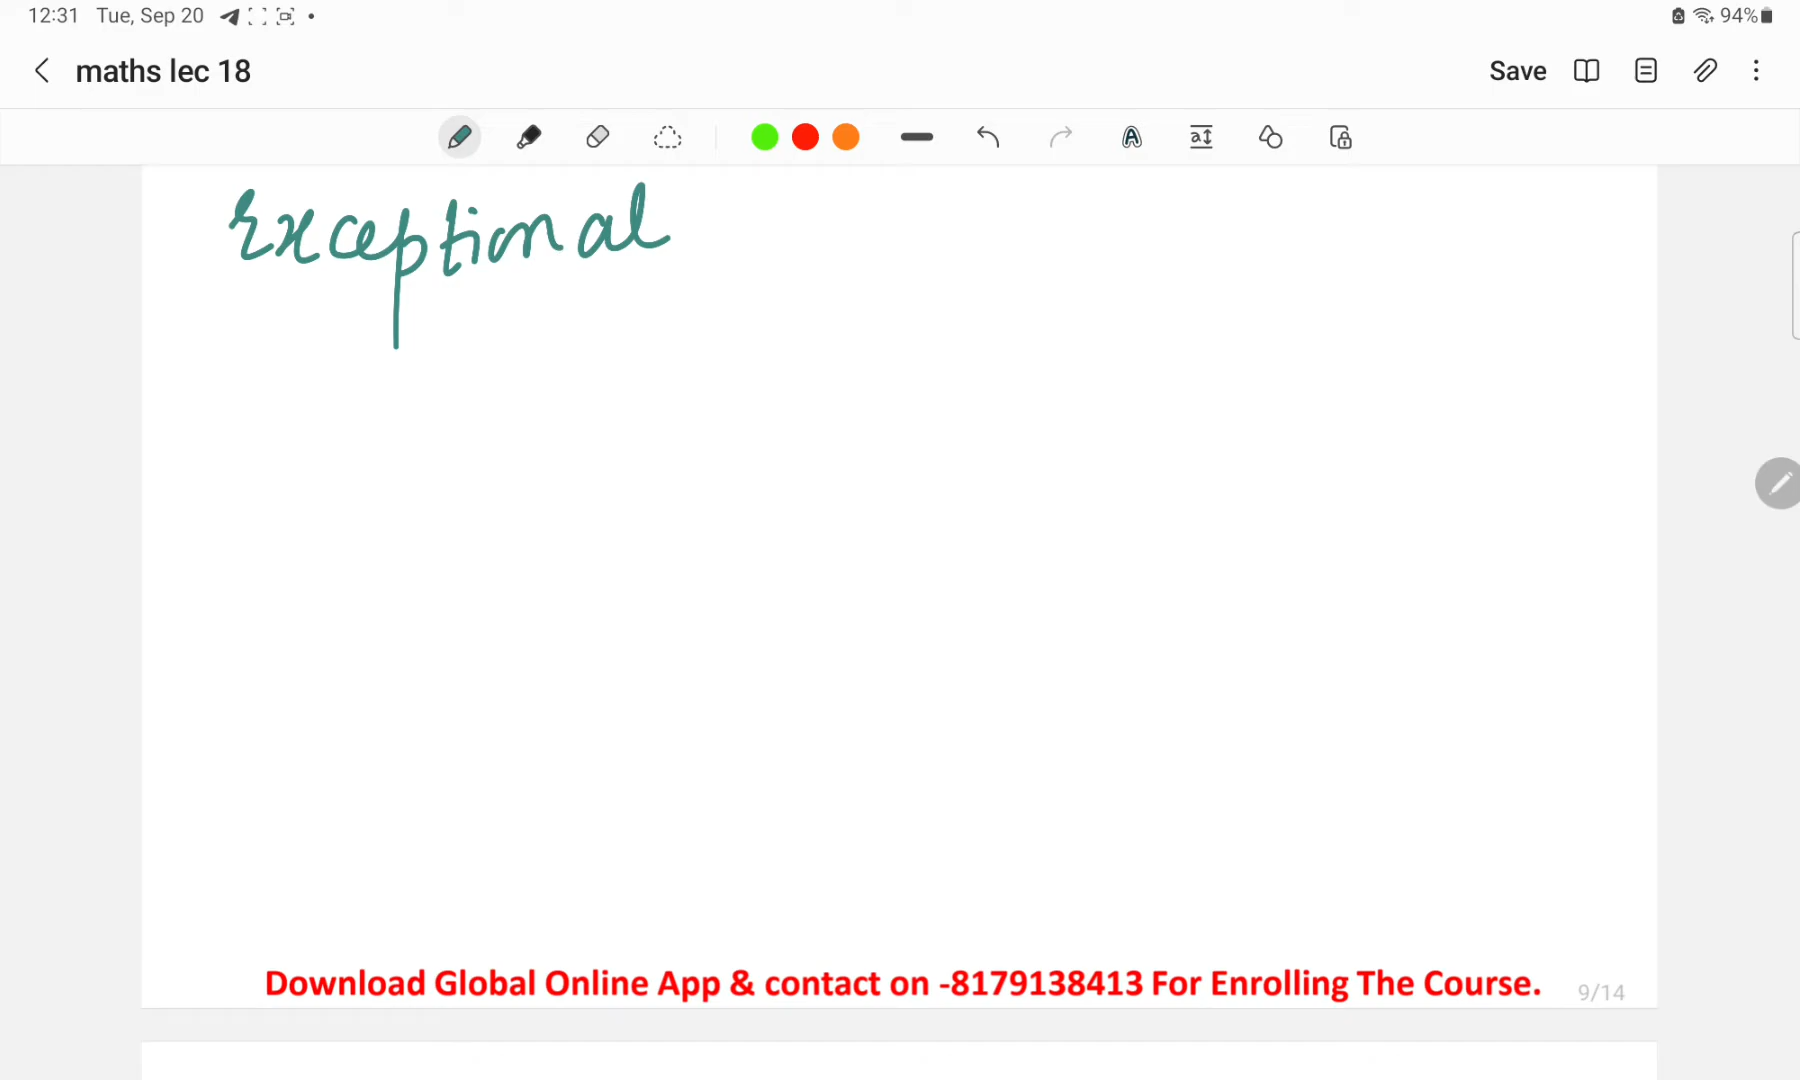 12:31 Tue, Sep 20 94%
maths lec 18 Save
Exceptional
Download Global Online App & contact on -8179138413 For Enrolling The Course.
9/14